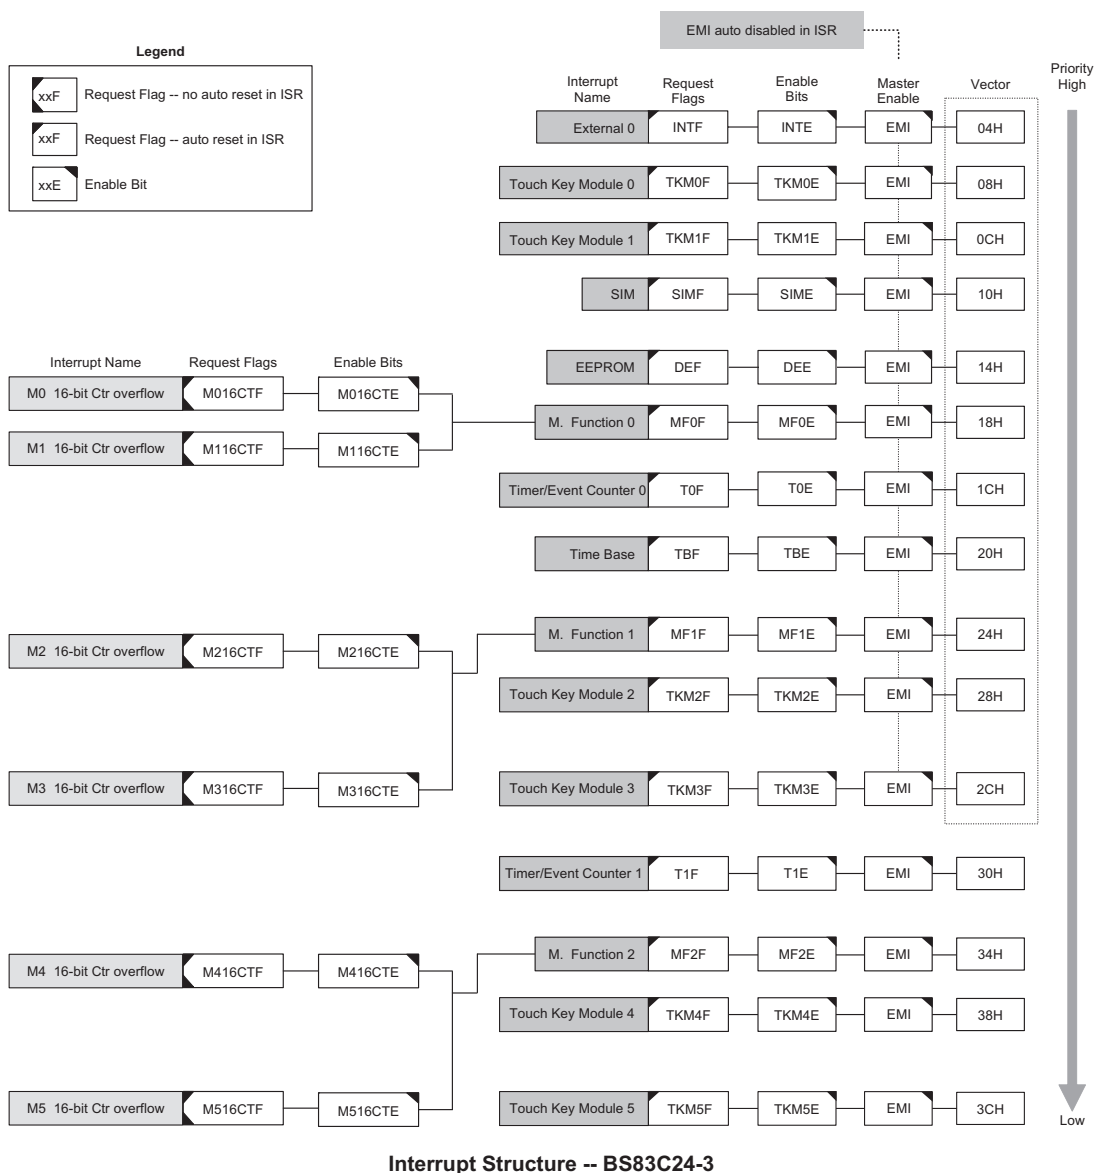 EMI auto disabled in ISR
Legend
xxF Request Flag -- no auto reset in ISR
xxF Request Flag -- auto reset in ISR
xxE Enable Bit
Interrupt Name Request Flags Enable Bits Master Enable Vector Priority High
External 0 INTF INTE EMI 04H
Touch Key Module 0 TKM0F TKM0E EMI 08H
Touch Key Module 1 TKM1F TKM1E EMI 0CH
SIM SIMF SIME EMI 10H
Interrupt Name Request Flags Enable Bits
EEPROM DEF DEE EMI 14H
M0 16-bit Ctr overflow M016CTF M016CTE
M. Function 0 MF0F MF0E EMI 18H
M1 16-bit Ctr overflow M116CTF M116CTE
Timer/Event Counter 0 T0F T0E EMI 1CH
Time Base TBF TBE EMI 20H
M. Function 1 MF1F MF1E EMI 24H
M2 16-bit Ctr overflow M216CTF M216CTE
Touch Key Module 2 TKM2F TKM2E EMI 28H
M3 16-bit Ctr overflow M316CTF M316CTE
Touch Key Module 3 TKM3F TKM3E EMI 2CH
Timer/Event Counter 1 T1F T1E EMI 30H
M. Function 2 MF2F MF2E EMI 34H
M4 16-bit Ctr overflow M416CTF M416CTE
Touch Key Module 4 TKM4F TKM4E EMI 38H
M5 16-bit Ctr overflow M516CTF M516CTE
Touch Key Module 5 TKM5F TKM5E EMI 3CH
Low
Interrupt Structure -- BS83C24-3